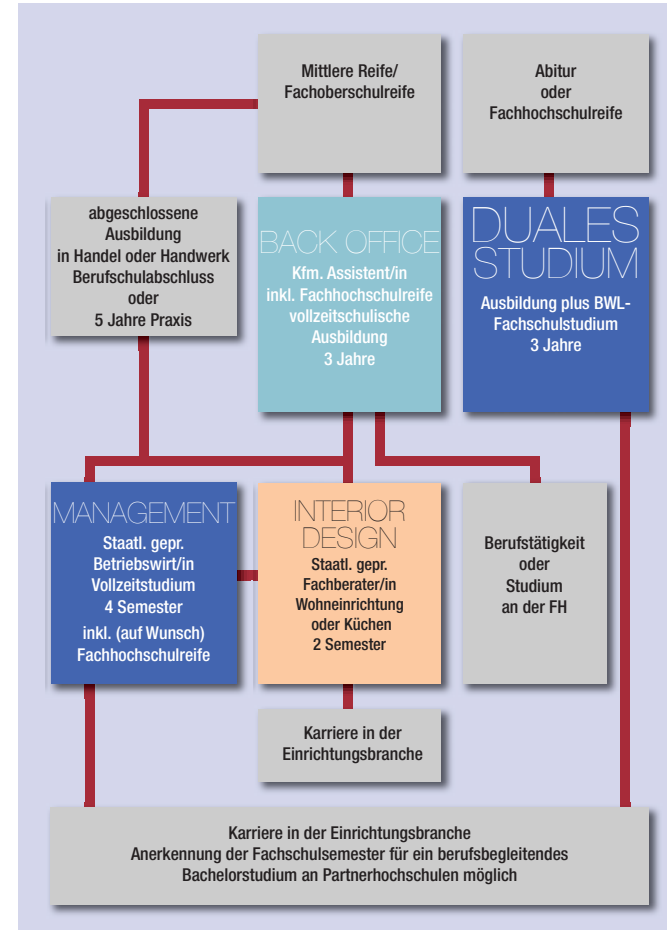 Mittlere Reife/
Fachoberschulreife
Abitur
oder
Fachhochschulreife
abgeschlossene
Ausbildung
in Handel oder Handwerk
Berufschulabschluss
oder
5 Jahre Praxis
BACK OFFICE
Kfm. Assistent/in
inkl. Fachhochschulreife
vollzeitschulische
Ausbildung
3 Jahre
DUALES
STUDIUM
Ausbildung plus BWL-
Fachschulstudium
3 Jahre
MANAGEMENT
Staatl. gepr.
Betriebswirt/in
Vollzeitstudium
4 Semester
inkl. (auf Wunsch)
Fachhochschulreife
INTERIOR
DESIGN
Staatl. gepr.
Fachberater/in
Wohneinrichtung
oder Küchen
2 Semester
Berufstätigkeit
oder
Studium
an der FH
Karriere in der
Einrichtungsbranche
Karriere in der Einrichtungsbranche
Anerkennung der Fachschulsemester für ein berufsbegleitendes
Bachelorstudium an Partnerhochschulen möglich